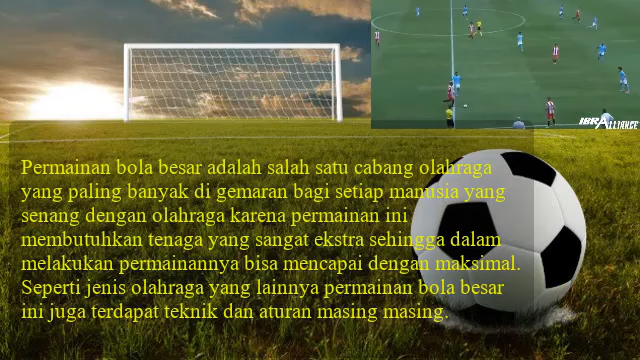 IBRALLIANCE
Permainan bola besar adalah salah satu cabang olahraga
yang paling banyak di gemaran bagi setiap manusia yang
senang dengan olahraga karena permainan ini
membutuhkan tenaga yang sangat ekstra sehingga dalam
melakukan permainannya bisa mencapai dengan maksimal.
Seperti jenis olahraga yang lainnya permainan bola besar
ini juga terdapat teknik dan aturan masing masing.